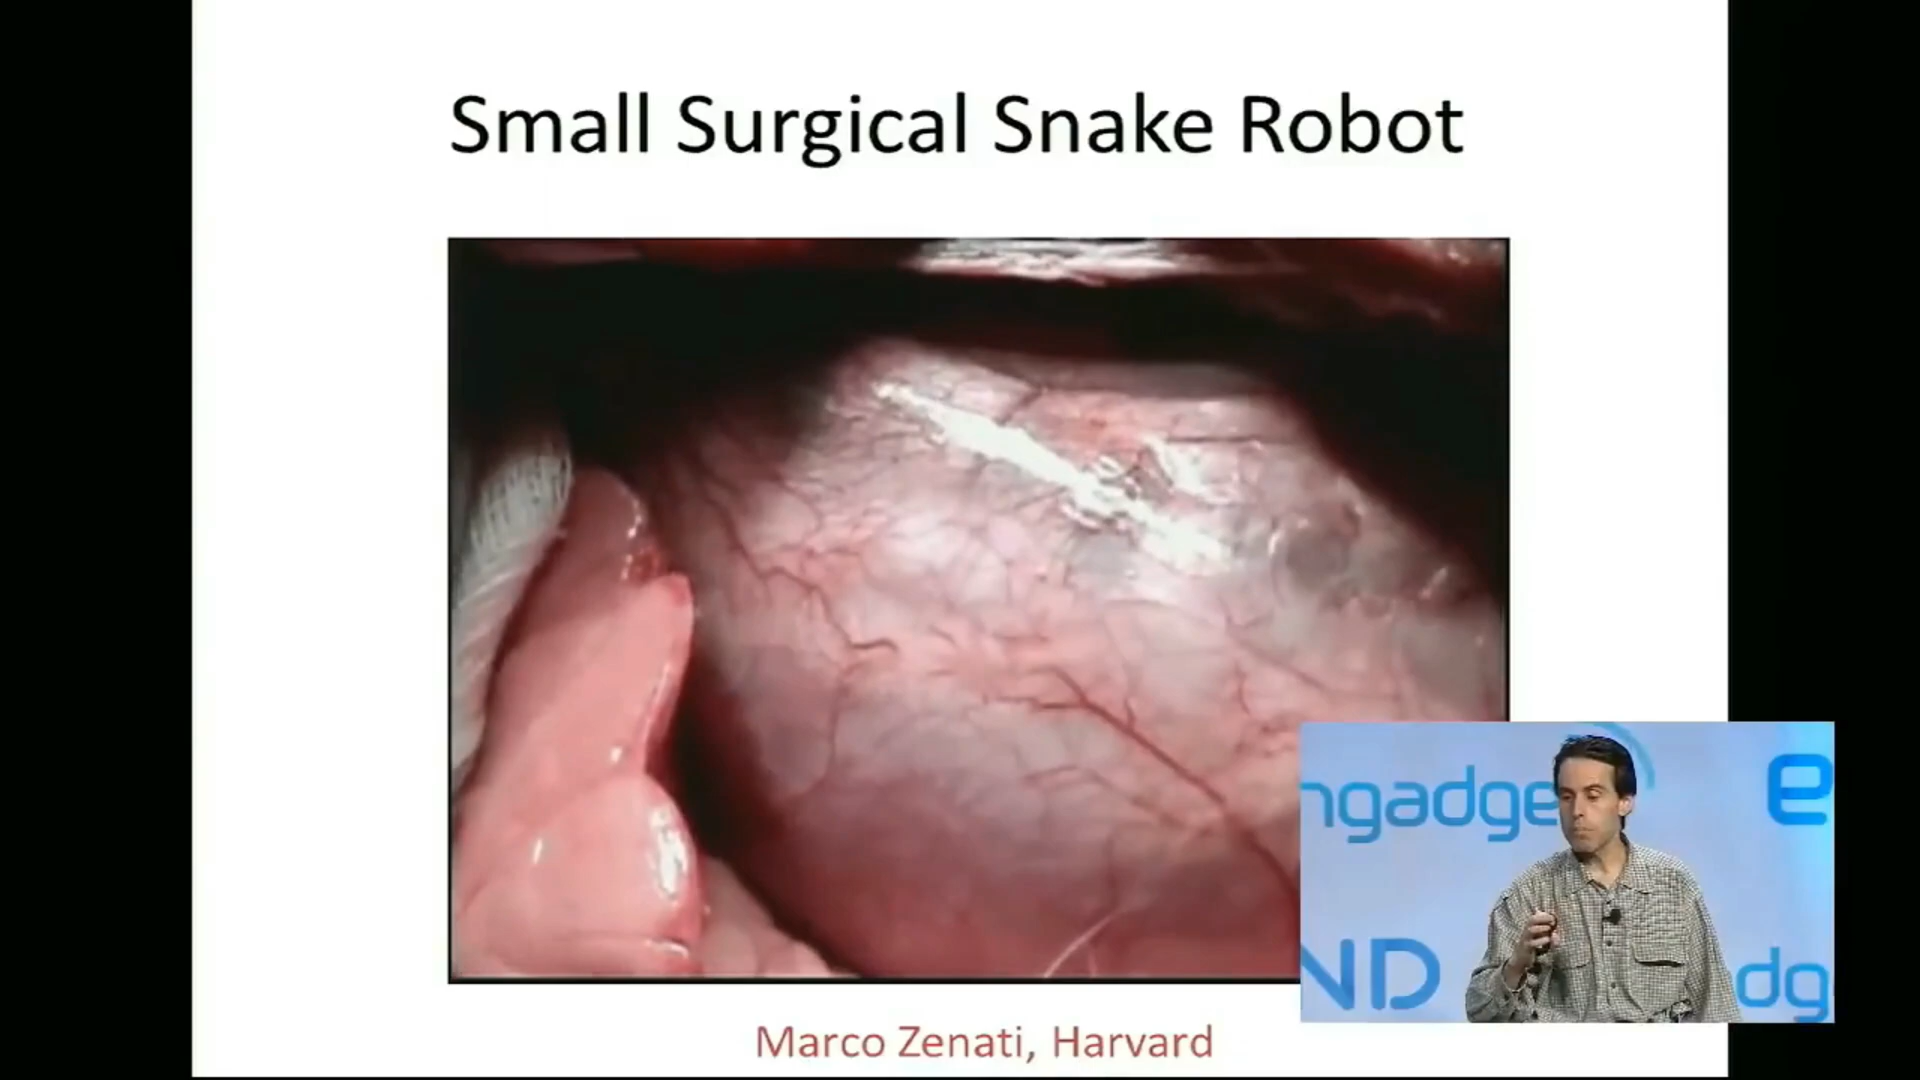 Small Surgical Snake Robot
ngadge
e
ND
dg
Marco Zenati, Harvard